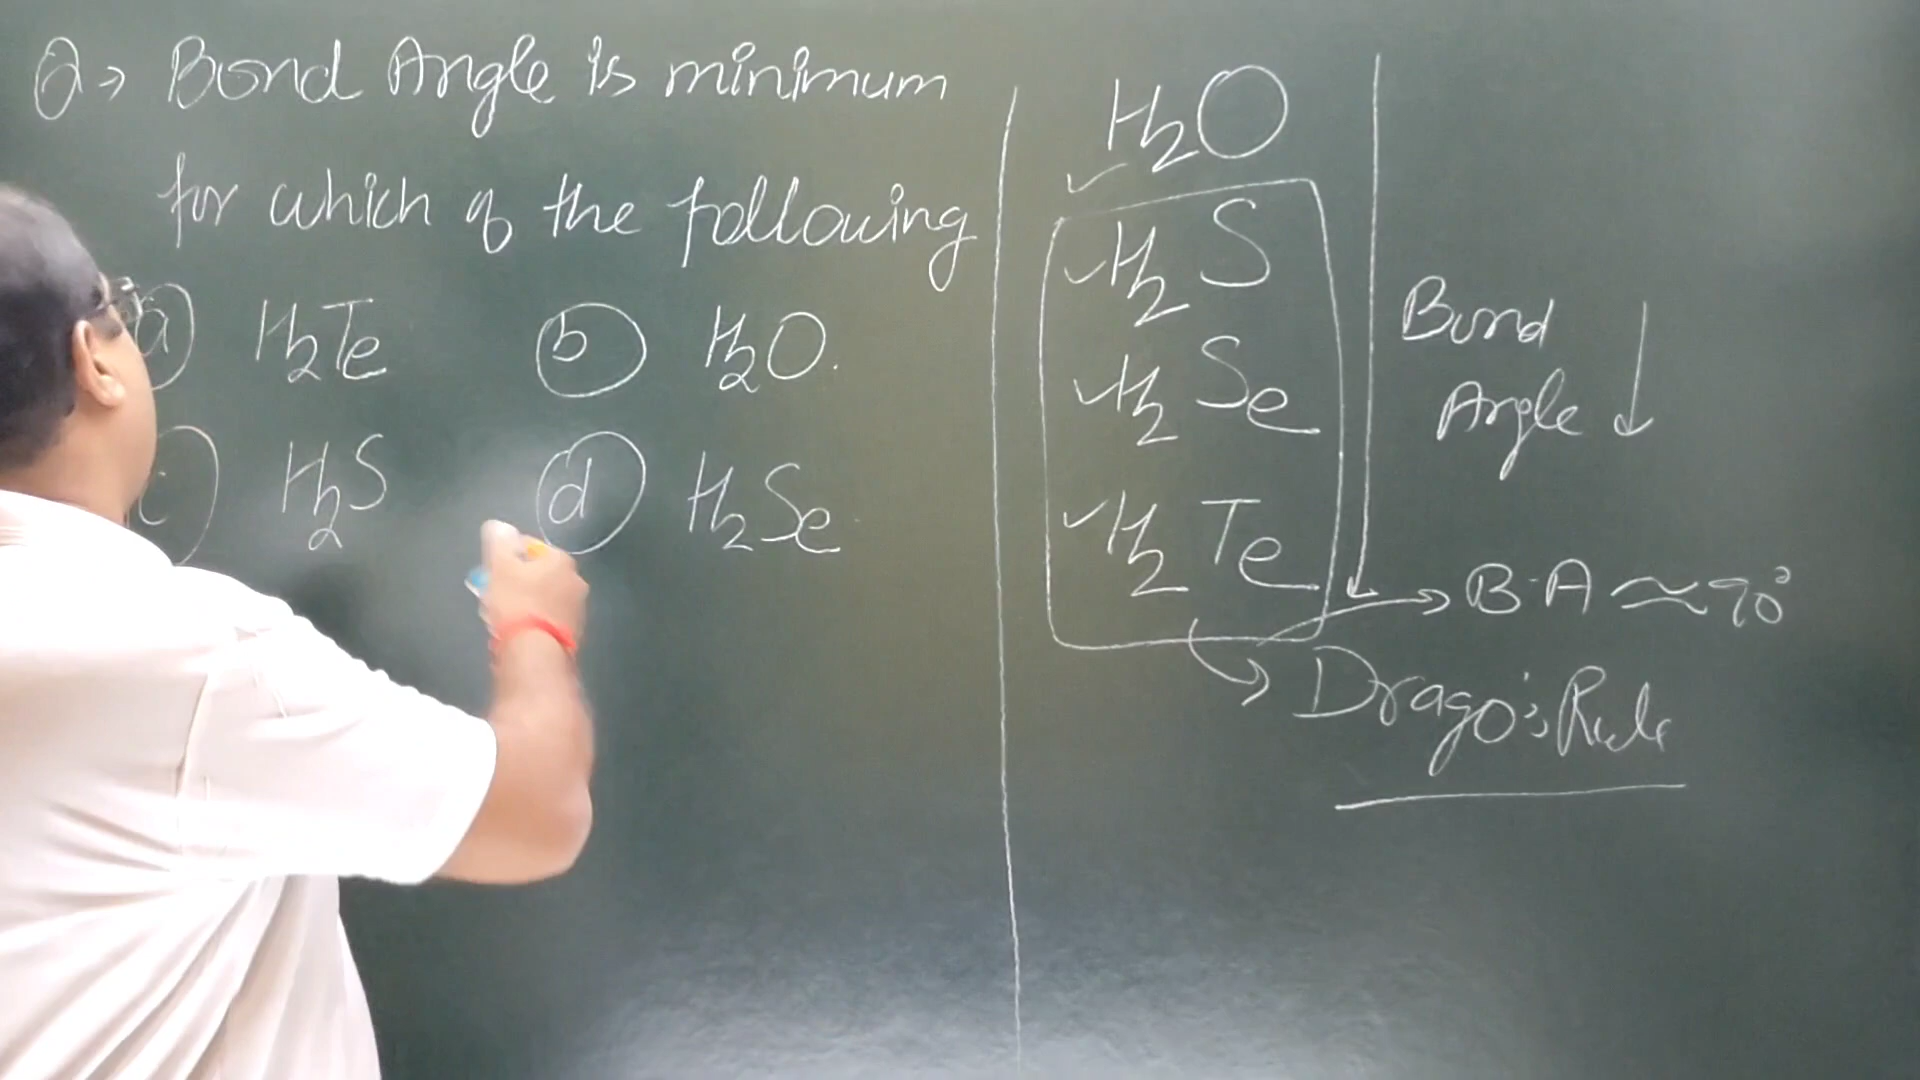 Q→ Bond Angle is minimum
for which of the following
a H₂Te b H₂O.
c H₂S d H₂Se
H₂O
✓H₂S
✓H₂Se
✓H₂Te
Bond
Angle ↓
→ B.A ≈ 90°
→ Drago's Rule